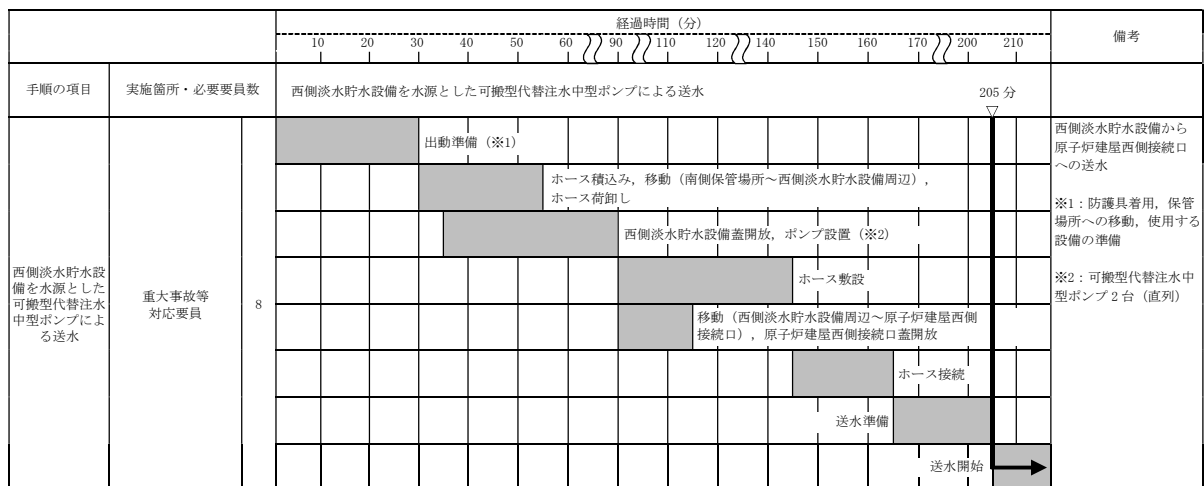 経過時間（分）
備考
10 20 30 40 50 60 90 110 120 140 150 160 170 200 210
手順の項目
実施箇所・必要要員数
西側淡水貯水設備を水源とした可搬型代替注水中型ポンプによる送水
205 分
▽
西側淡水貯水設
備を水源とした
可搬型代替注水
中型ポンプによ
る送水
重大事故等
対応要員
8
出動準備（※1）
ホース積込み，移動（南側保管場所～西側淡水貯水設備周辺），
ホース荷卸し
西側淡水貯水設備蓋開放，ポンプ設置（※2）
ホース敷設
移動（西側淡水貯水設備周辺～原子炉建屋西側
接続口），原子炉建屋西側接続口蓋開放
ホース接続
送水準備
送水開始
西側淡水貯水設備から
原子炉建屋西側接続口
への送水
※1：防護具着用，保管
場所への移動，使用する
設備の準備
※2：可搬型代替注水中
型ポンプ 2 台（直列）